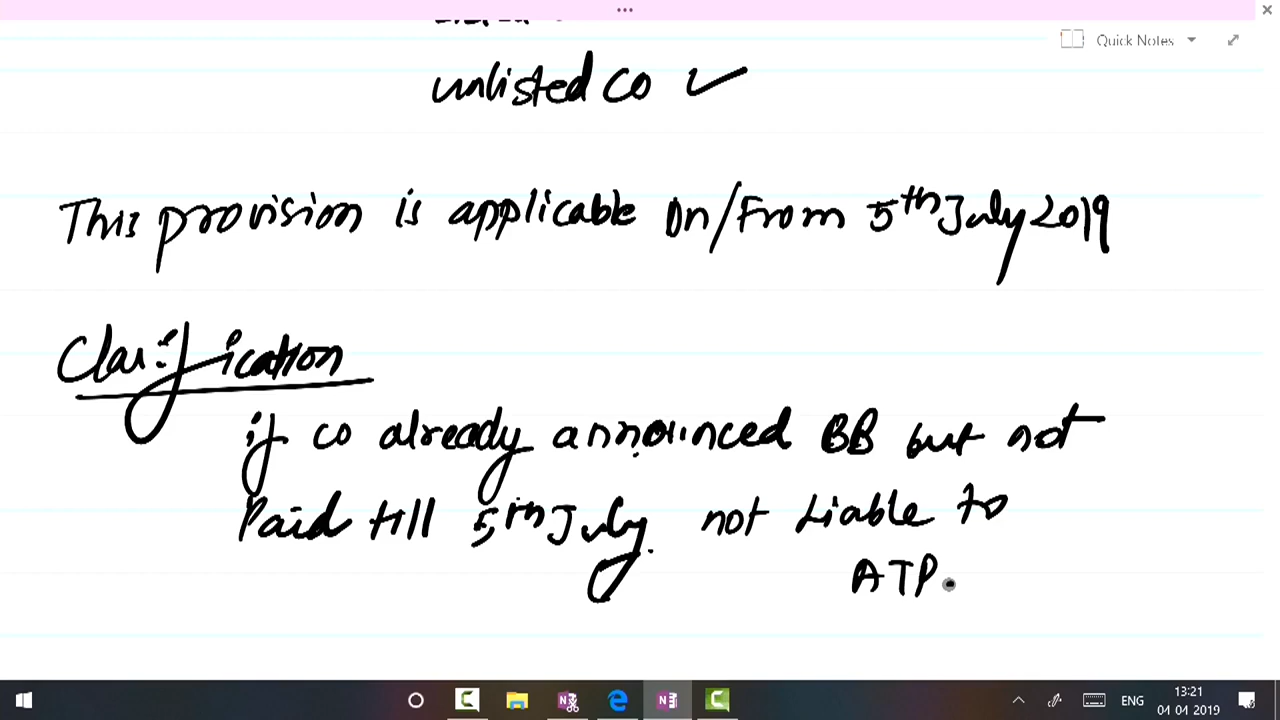 Quick Notes
unlisted co
This provision is applicable on/From 5th July 2019
Clarification
if co already announced BB but not
Paid till 5th July not Liable to
ATP
ENG
13:21
04-04-2019